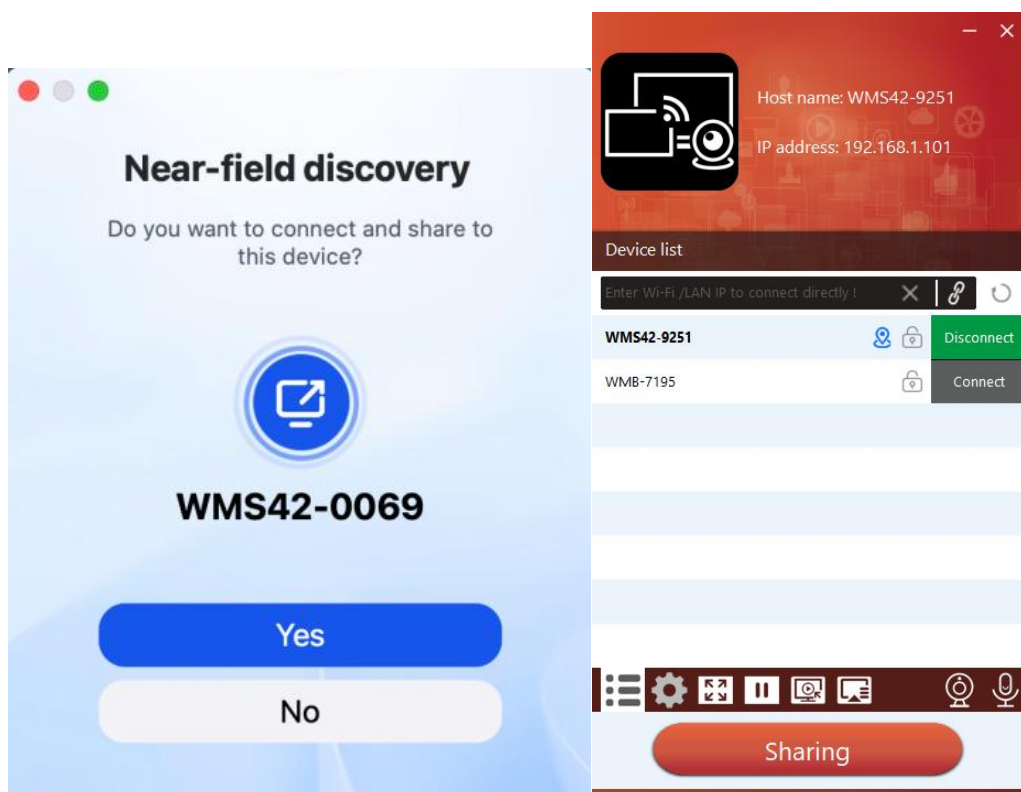 Near-field discovery
Do you want to connect and share to
this device?
WMS42-0069
Yes
No
Host name: WMS42-9251
IP address: 192.168.1.101
Device list
Enter Wi-Fi /LAN IP to connect directly !
WMS42-9251 Disconnect
WMB-7195 Connect
Sharing